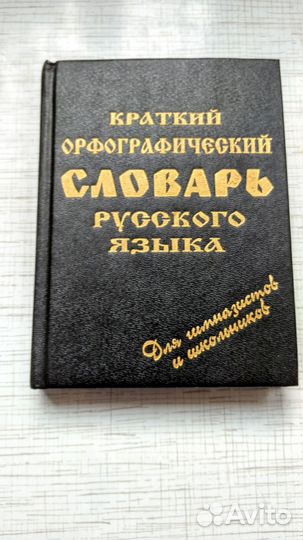 КРАТКИЙ
ОРФОГРАФИЧЕСКИЙ
СЛОВАРЬ
РУССКОГО
ЯЗЫКА
Для гимназистов
и школьников
Avito